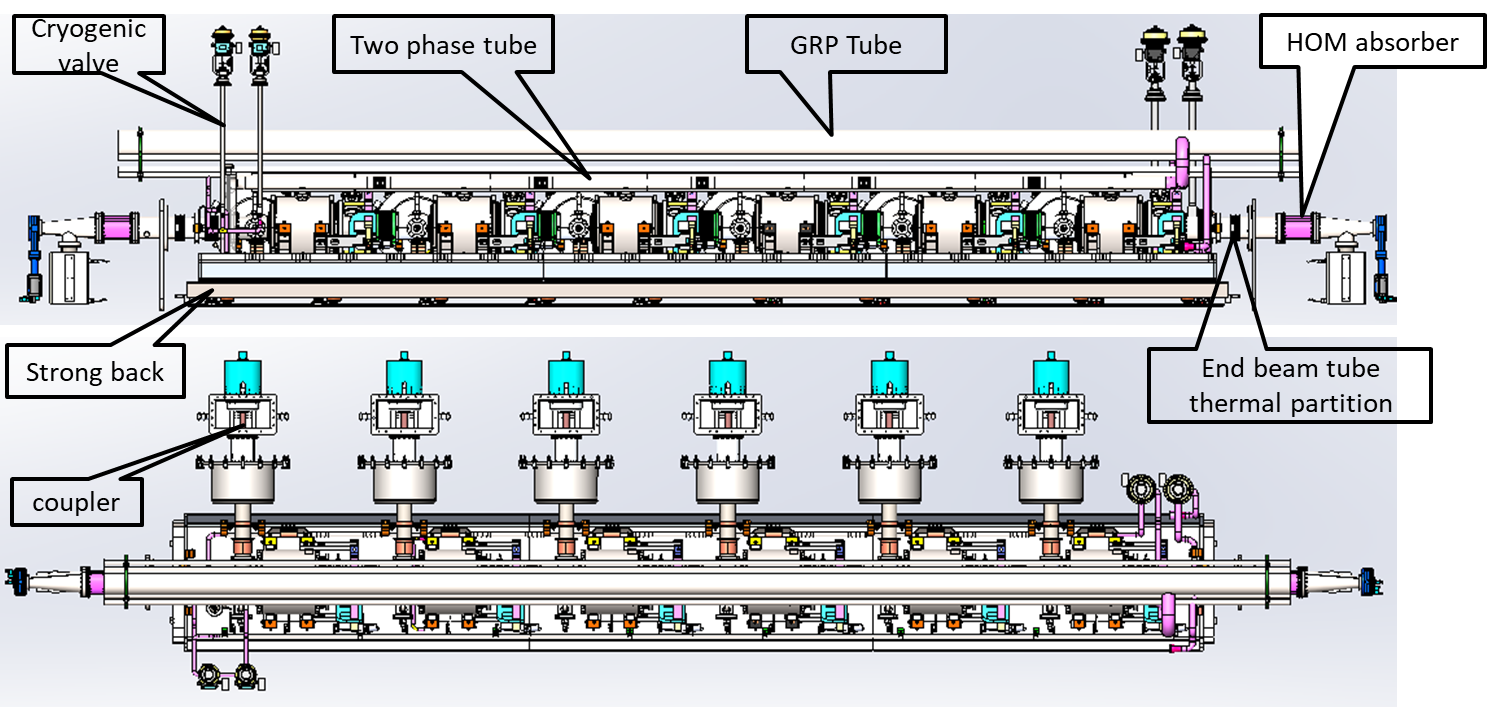 Cryogenic
valve
Two phase tube
GRP Tube
HOM absorber
Strong back
End beam tube
thermal partition
coupler